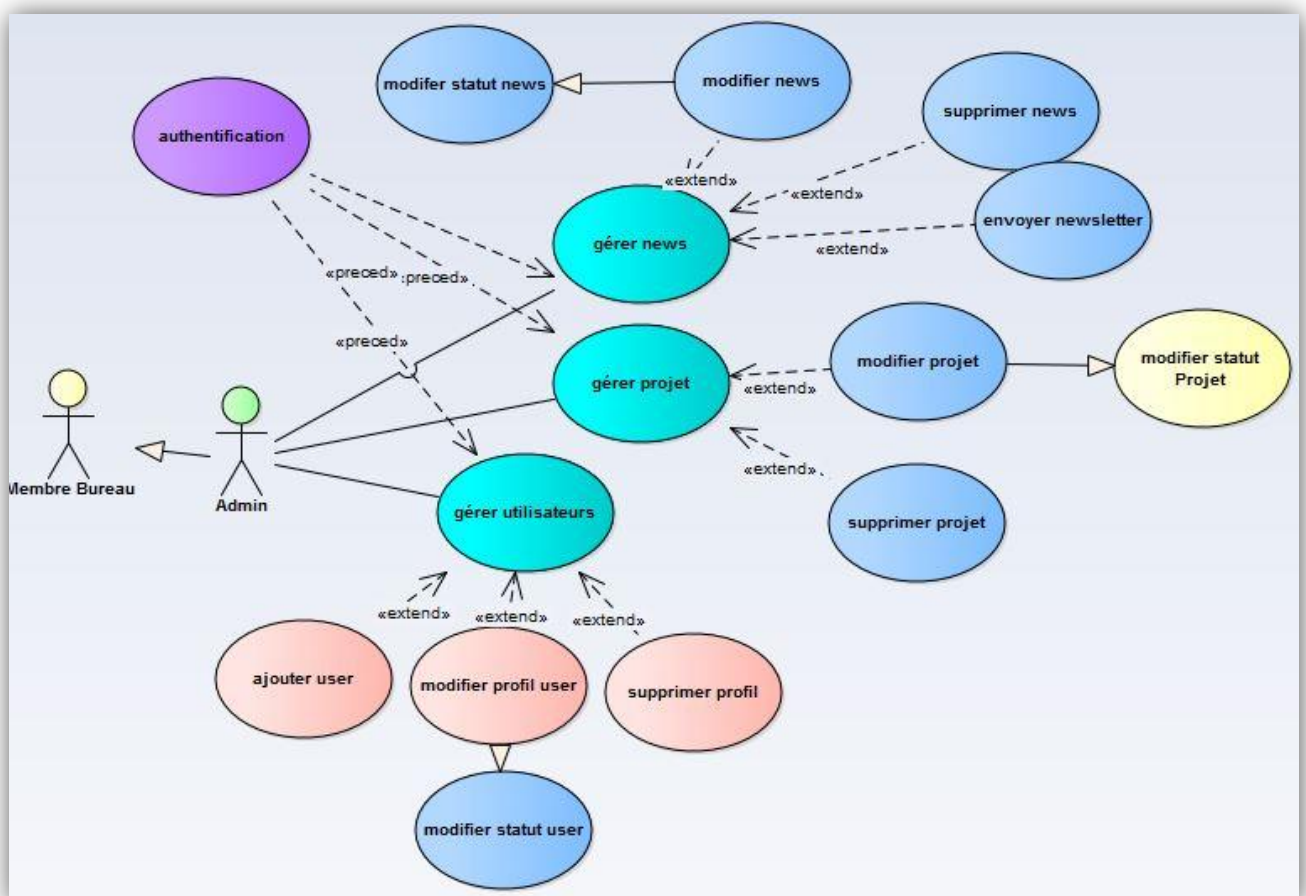 modifer statut news
modifier news
supprimer news
authentification
«extend»
«extend»
envoyer newsletter
gérer news
«extend»
«preced»
:preced»
«preced»
modifier projet
modifier statut
Projet
gérer projet
«extend»
«extend»
Membre Bureau
Admin
gérer utilisateurs
supprimer projet
«extend»
«extend»
«extend»
ajouter user
modifier profil user
supprimer profil
modifier statut user